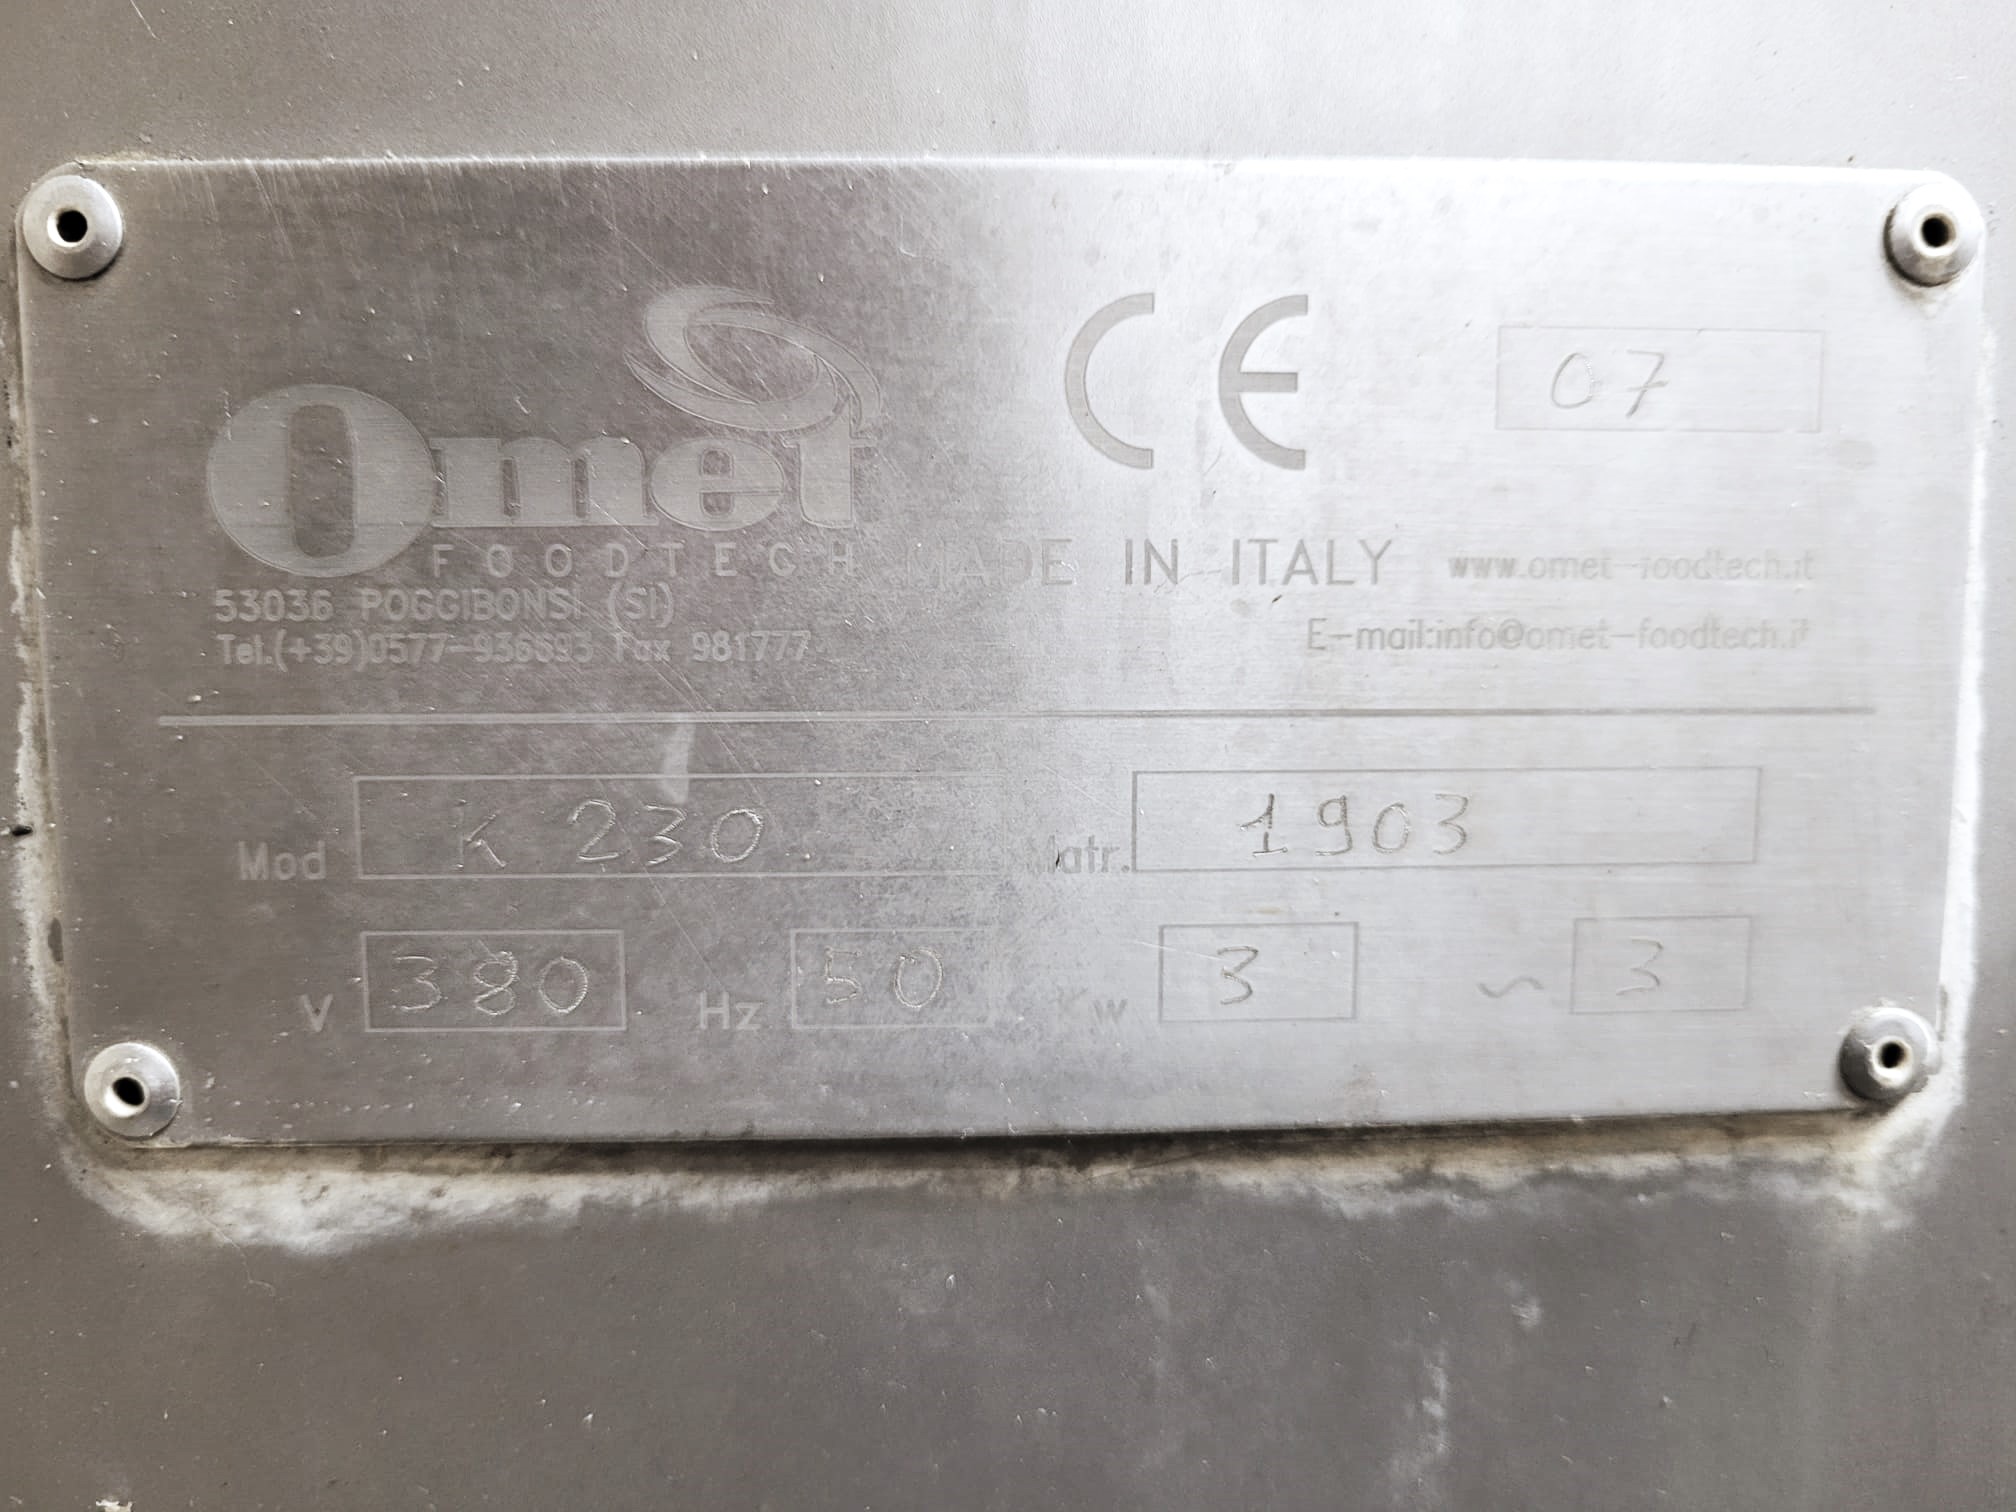 Omet
FOODTECH
CE
07
MADE IN ITALY
www.omet-foodtech.it
53036 POGGIBONSI (SI)
Tel.(+39)0577-936693 Fax 981777
E-mail:info@omet-foodtech.it
Mod K 230 Matr. 1903
V 380 Hz 50 Kw 3 ~ 3